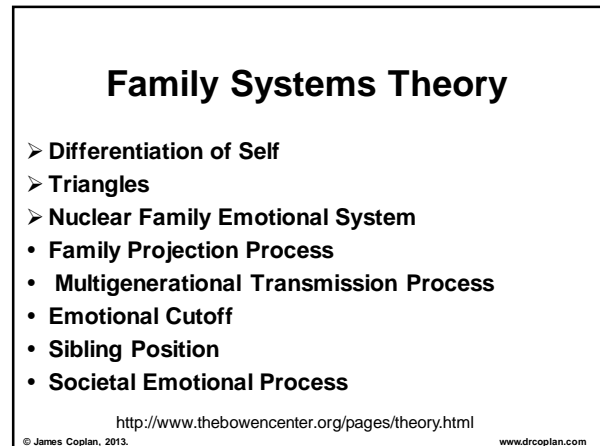 Family Systems Theory
➢ Differentiation of Self
➢ Triangles
➢ Nuclear Family Emotional System
• Family Projection Process
• Multigenerational Transmission Process
• Emotional Cutoff
• Sibling Position
• Societal Emotional Process
http://www.thebowencenter.org/pages/theory.html
© James Coplan, 2013. www.drcoplan.com